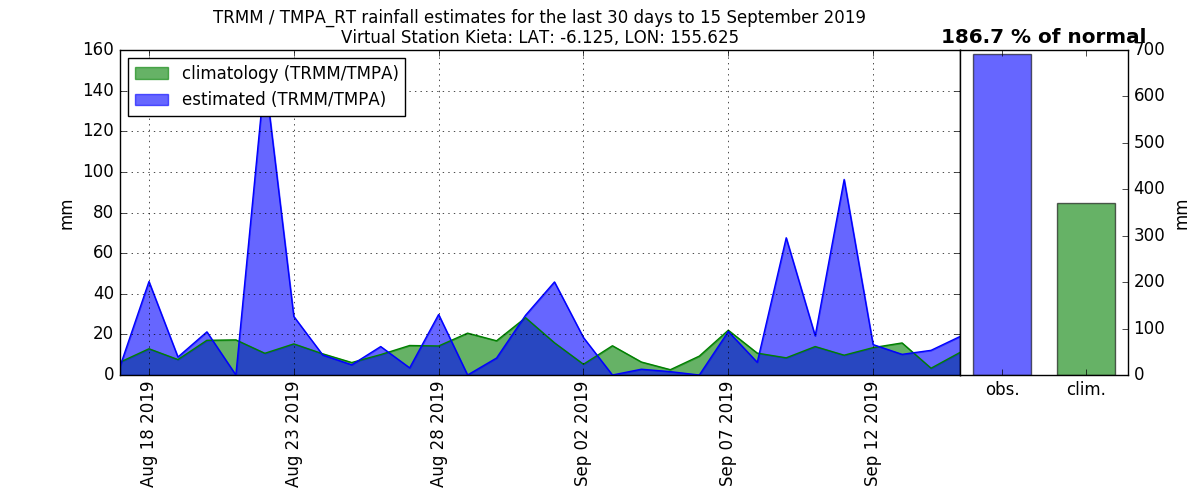 TRMM / TMPA_RT rainfall estimates for the last 30 days to 15 September 2019
Virtual Station Kieta: LAT: -6.125, LON: 155.625
186.7 % of normal
climatology (TRMM/TMPA)
estimated (TRMM/TMPA)
160
140
120
100
80
60
40
20
0
mm
Aug 18 2019
Aug 23 2019
Aug 28 2019
Sep 02 2019
Sep 07 2019
Sep 12 2019
700
600
500
400
300
200
100
0
mm
obs.
clim.